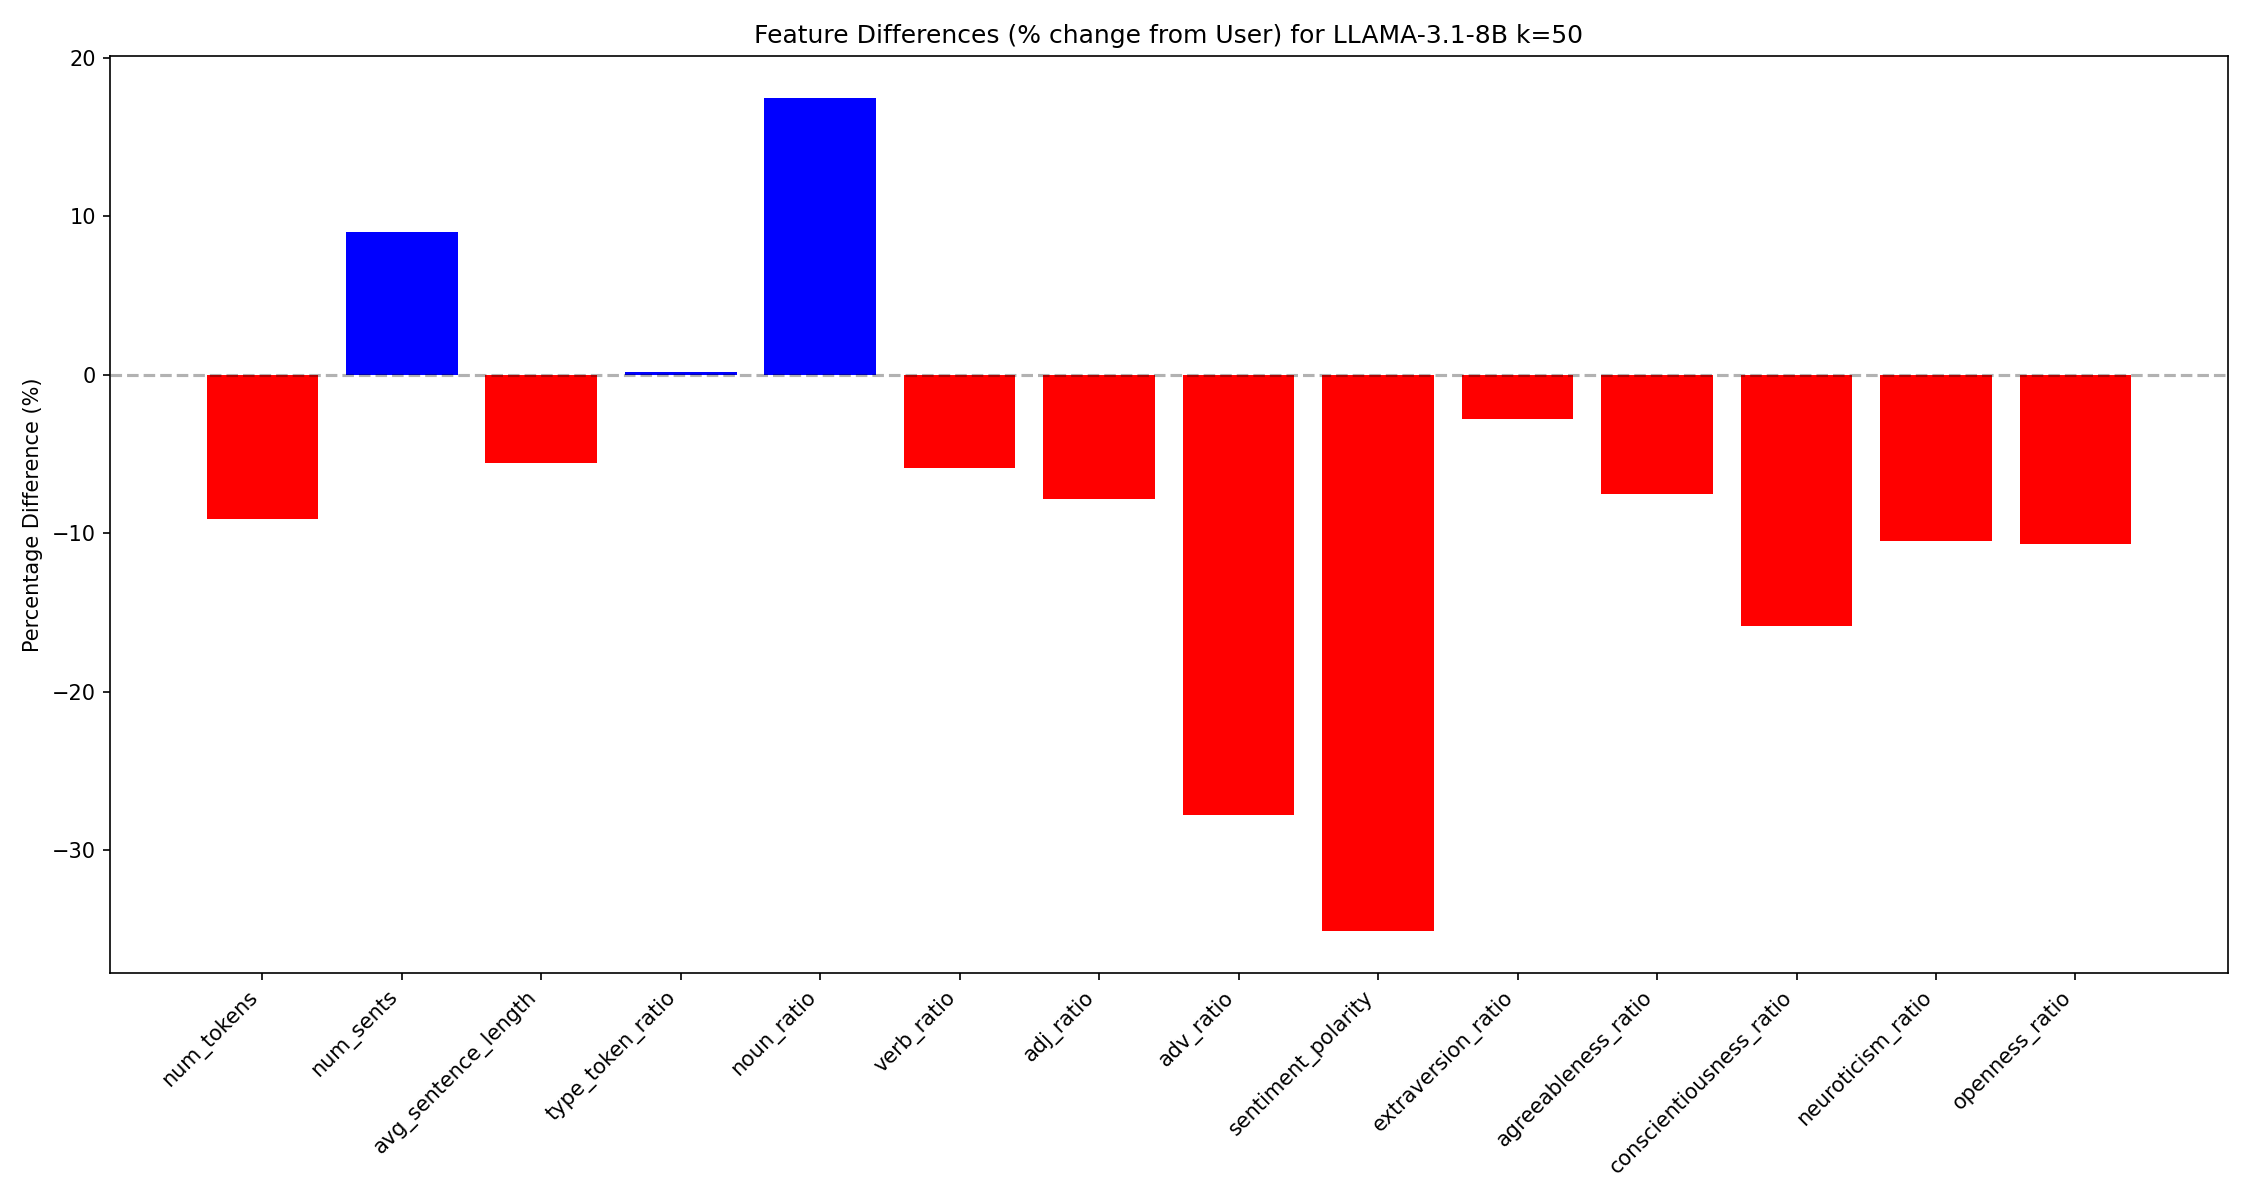 Feature Differences (% change from User) for LLAMA-3.1-8B k=50
Percentage Difference (%)
20
10
0
−10
−20
−30
num_tokens
num_sents
avg_sentence_length
type_token_ratio
noun_ratio
verb_ratio
adj_ratio
adv_ratio
sentiment_polarity
extraversion_ratio
agreeableness_ratio
conscientiousness_ratio
neuroticism_ratio
openness_ratio